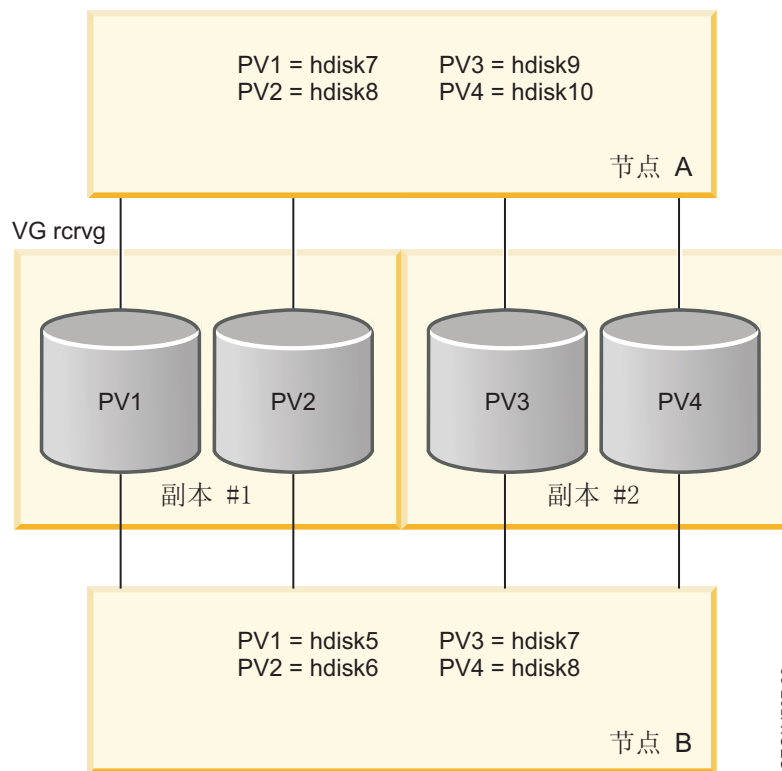 PV1 = hdisk7 PV3 = hdisk9
PV2 = hdisk8 PV4 = hdisk10
节点 A
VG rcrvg
PV1 PV2 PV3 PV4
副本 #1 副本 #2
PV1 = hdisk5 PV3 = hdisk7
PV2 = hdisk6 PV4 = hdisk8
节点 B